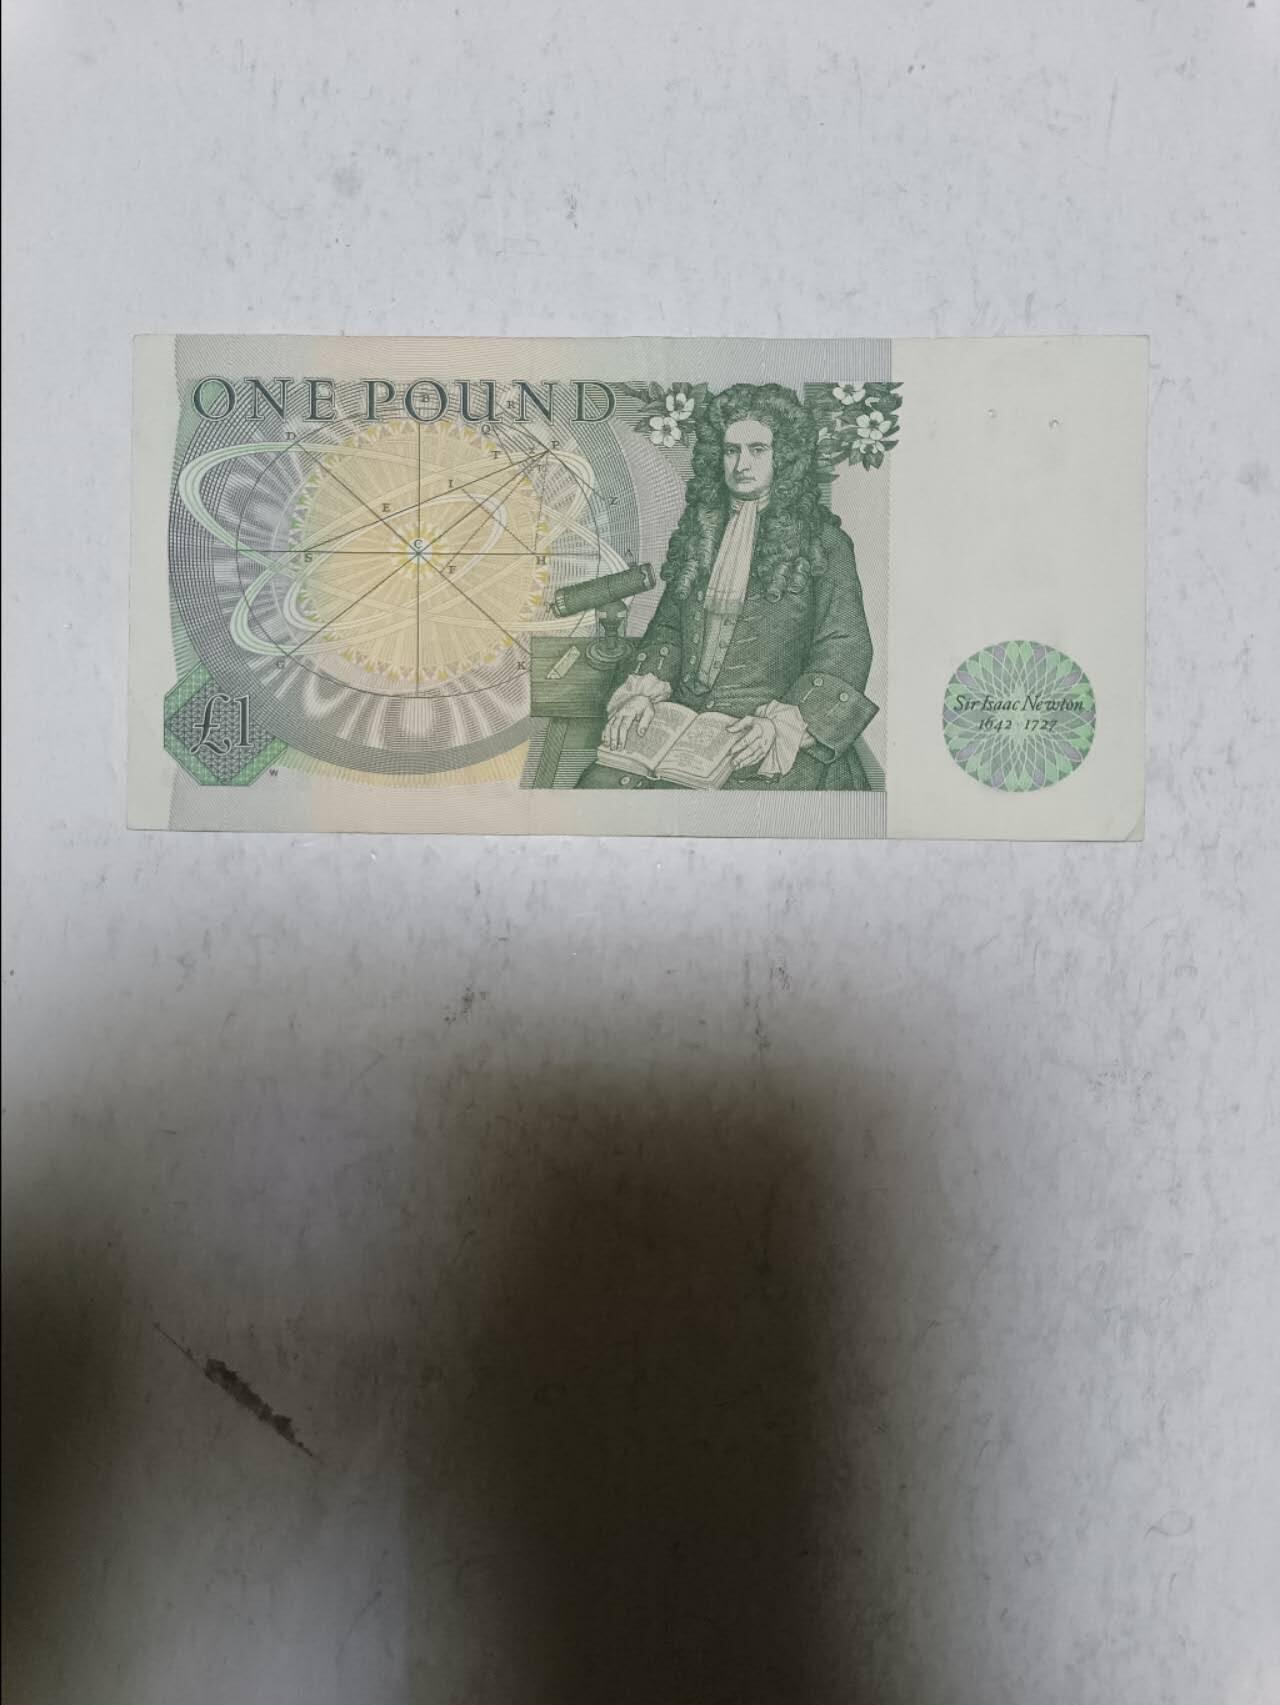 ONE POUND
B
R
D
Q
P
T
I
Z
E
C
A
S
H
F
G
K
£1
W
Sir Isaac Newton
1642 1727